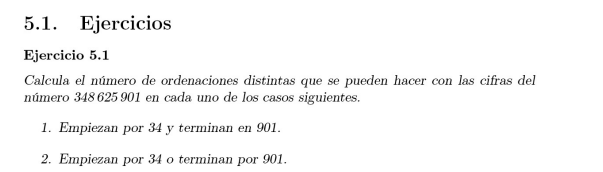 5.1. Ejercicios
Ejercicio 5.1
Calcula el número de ordenaciones distintas que se pueden hacer con las cifras del
número 348 625 901 en cada uno de los casos siguientes.
1. Empiezan por 34 y terminan en 901.
2. Empiezan por 34 o terminan por 901.